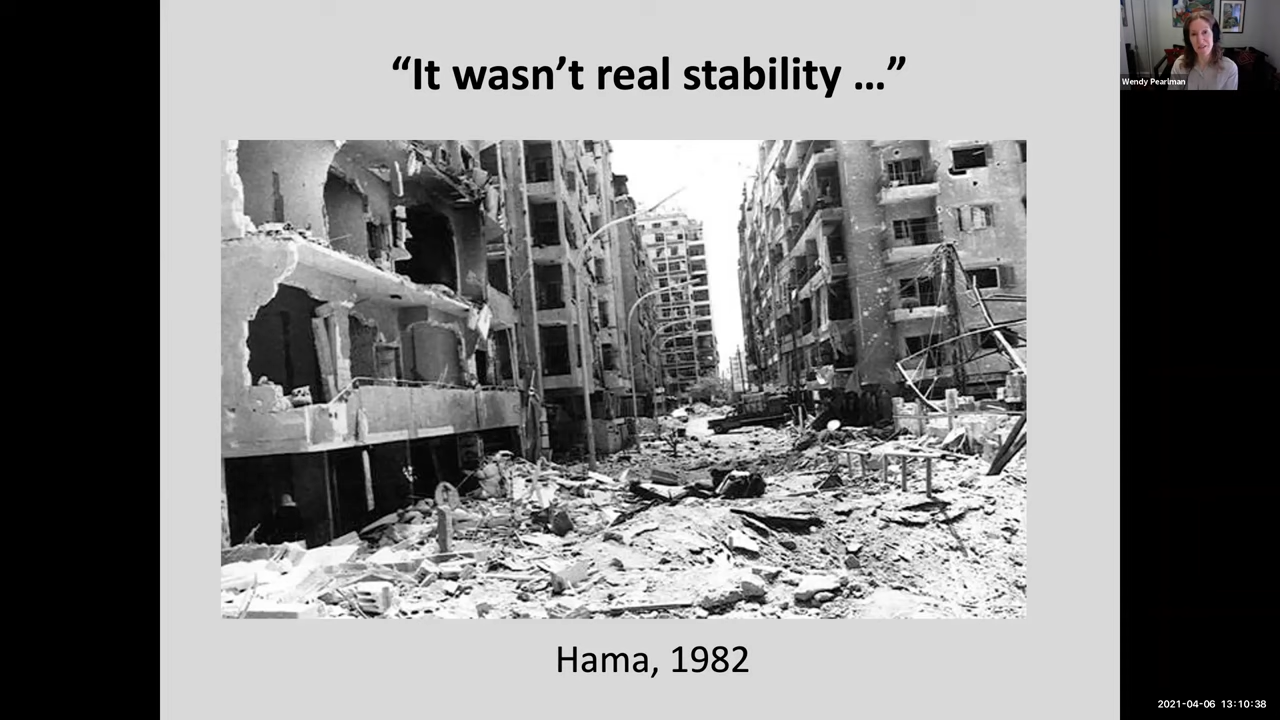 “It wasn’t real stability …”
Wendy Pearlman
Hama, 1982
2021-04-06 13:10:38